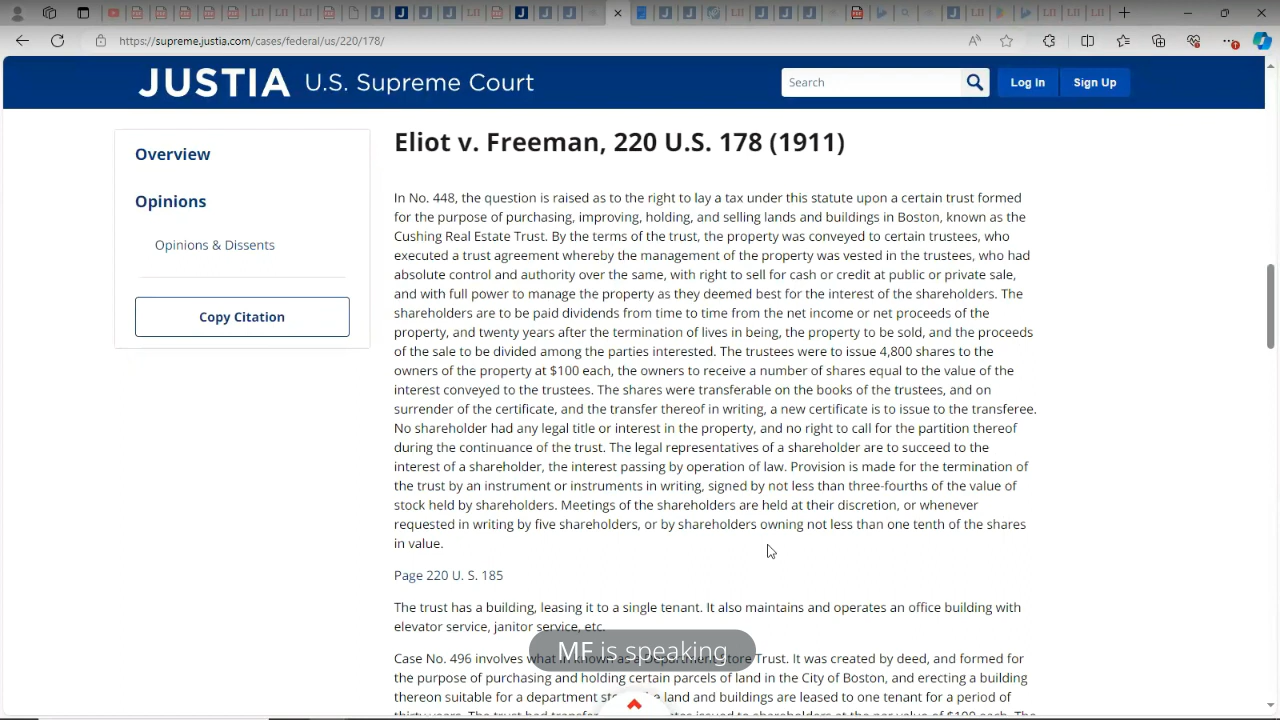 https://supreme.justia.com/cases/federal/us/220/178/
JUSTIA U.S. Supreme Court
Search
Log In
Sign Up
Overview
Opinions
Opinions & Dissents
Copy Citation
Eliot v. Freeman, 220 U.S. 178 (1911)
In No. 448, the question is raised as to the right to lay a tax under this statute upon a certain trust formed
for the purpose of purchasing, improving, holding, and selling lands and buildings in Boston, known as the
Cushing Real Estate Trust. By the terms of the trust, the property was conveyed to certain trustees, who
executed a trust agreement whereby the management of the property was vested in the trustees, who had
absolute control and authority over the same, with right to sell for cash or credit at public or private sale,
and with full power to manage the property as they deemed best for the interest of the shareholders. The
shareholders are to be paid dividends from time to time from the net income or net proceeds of the
property, and twenty years after the termination of lives in being, the property to be sold, and the proceeds
of the sale to be divided among the parties interested. The trustees were to issue 4,800 shares to the
owners of the property at $100 each, the owners to receive a number of shares equal to the value of the
interest conveyed to the trustees. The shares were transferable on the books of the trustees, and on
surrender of the certificate, and the transfer thereof in writing, a new certificate is to issue to the transferee.
No shareholder had any legal title or interest in the property, and no right to call for the partition thereof
during the continuance of the trust. The legal representatives of a shareholder are to succeed to the
interest of a shareholder, the interest passing by operation of law. Provision is made for the termination of
the trust by an instrument or instruments in writing, signed by not less than three-fourths of the value of
stock held by shareholders. Meetings of the shareholders are held at their discretion, or whenever
requested in writing by five shareholders, or by shareholders owning not less than one tenth of the shares
in value.
Page 220 U. S. 185
The trust has a building, leasing it to a single tenant. It also maintains and operates an office building with
elevator service, janitor service, etc.
MF is speaking
Case No. 496 involves what is known as a Department Store Trust. It was created by deed, and formed for
the purpose of purchasing and holding certain parcels of land in the City of Boston, and erecting a building
thereon suitable for a department land and buildings are leased to one tenant for a period of